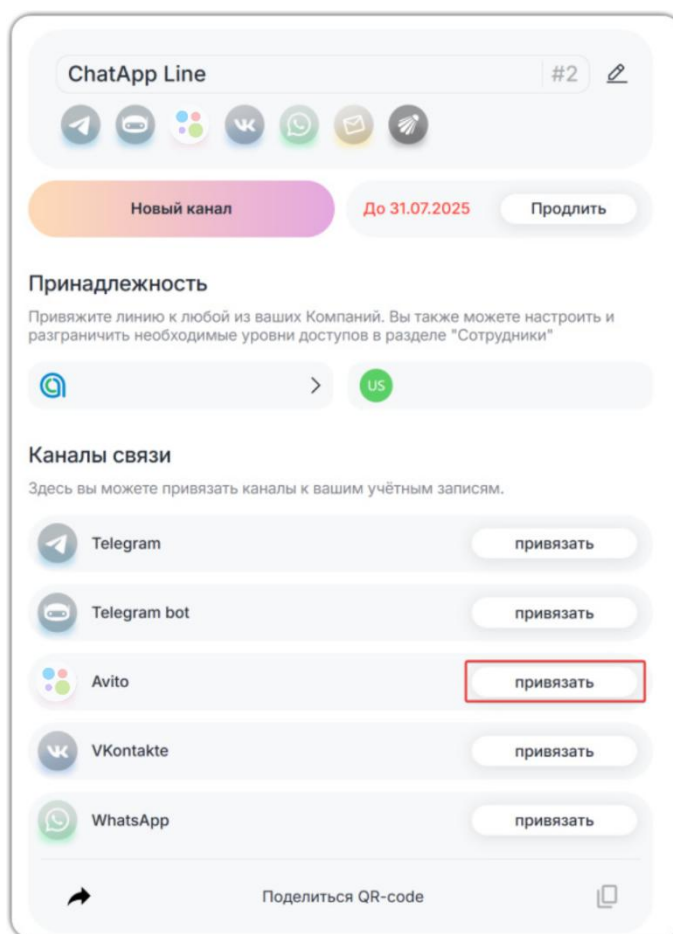 ChatApp Line #2
Новый канал
До 31.07.2025 Продлить
Принадлежность
Привяжите линию к любой из ваших Компаний. Вы также можете настроить и
разграничить необходимые уровни доступов в разделе "Сотрудники"
US
Каналы связи
Здесь вы можете привязать каналы к вашим учётным записям.
Telegram привязать
Telegram bot привязать
Avito привязать
VKontakte привязать
WhatsApp привязать
Поделиться QR-code